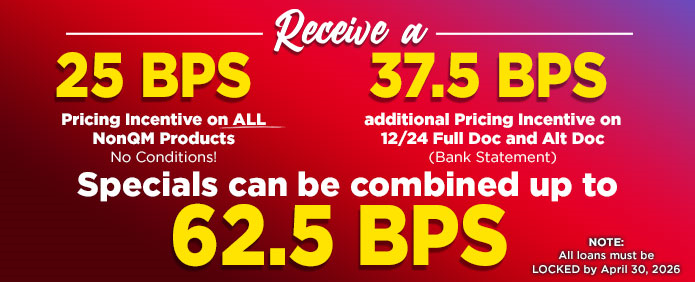 Receive a
25 BPS
Pricing Incentive on ALL
NonQM Products
No Conditions!
37.5 BPS
additional Pricing Incentive on
12/24 Full Doc and Alt Doc
(Bank Statement)
Specials can be combined up to
62.5 BPS
NOTE:
All loans must be
LOCKED by April 30, 2026